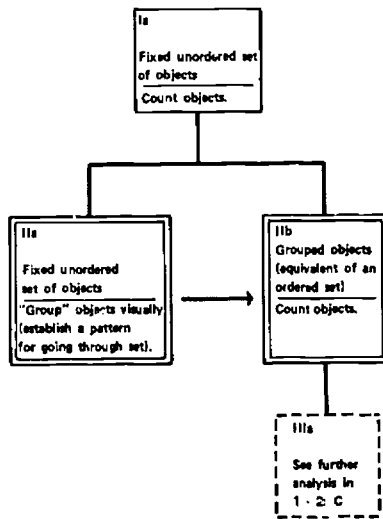 Ia
Fixed unordered set
of objects
Count objects.
IIa
Fixed unordered
set of objects
"Group" objects visually
(establish a pattern
for going through set).
IIb
Grouped objects
(equivalent of an
ordered set)
Count objects.
IIIa
See further
analysis in
1 - 2: C